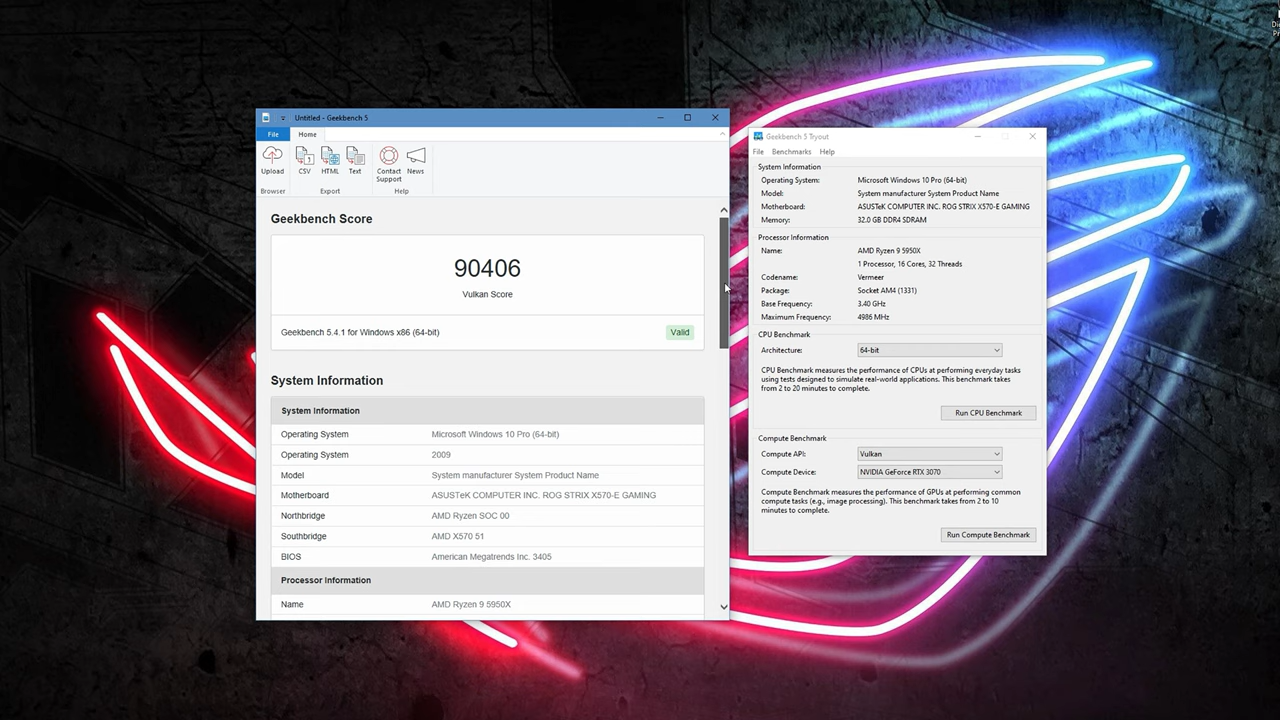 Untitled - Geekbench 5
File Home
Upload CSV HTML Text Contact Support News
Browser Export Help
Geekbench Score
90406
Vulkan Score
Geekbench 5.4.1 for Windows x86 (64-bit) Valid
System Information
System Information
Operating System Microsoft Windows 10 Pro (64-bit)
Operating System 2009
Model System manufacturer System Product Name
Motherboard ASUSTeK COMPUTER INC. ROG STRIX X570-E GAMING
Northbridge AMD Ryzen SOC 00
Southbridge AMD X570 51
BIOS American Megatrends Inc. 3405
Processor Information
Name AMD Ryzen 9 5950X
Geekbench 5 Tryout
File Benchmarks Help
System Information
Operating System: Microsoft Windows 10 Pro (64-bit)
Model: System manufacturer System Product Name
Motherboard: ASUSTeK COMPUTER INC. ROG STRIX X570-E GAMING
Memory: 32.0 GB DDR4 SDRAM
Processor Information
Name: AMD Ryzen 9 5950X
1 Processor, 16 Cores, 32 Threads
Codename: Vermeer
Package: Socket AM4 (1331)
Base Frequency: 3.40 GHz
Maximum Frequency: 4986 MHz
CPU Benchmark
Architecture: 64-bit
CPU Benchmark measures the performance of CPUs at performing everyday tasks
using tests designed to simulate real-world applications. This benchmark takes
from 2 to 20 minutes to complete.
Run CPU Benchmark
Compute Benchmark
Compute API: Vulkan
Compute Device: NVIDIA GeForce RTX 3070
Compute Benchmark measures the performance of GPUs at performing common
compute tasks (e.g., image processing). This benchmark takes from 2 to 10
minutes to complete.
Run Compute Benchmark